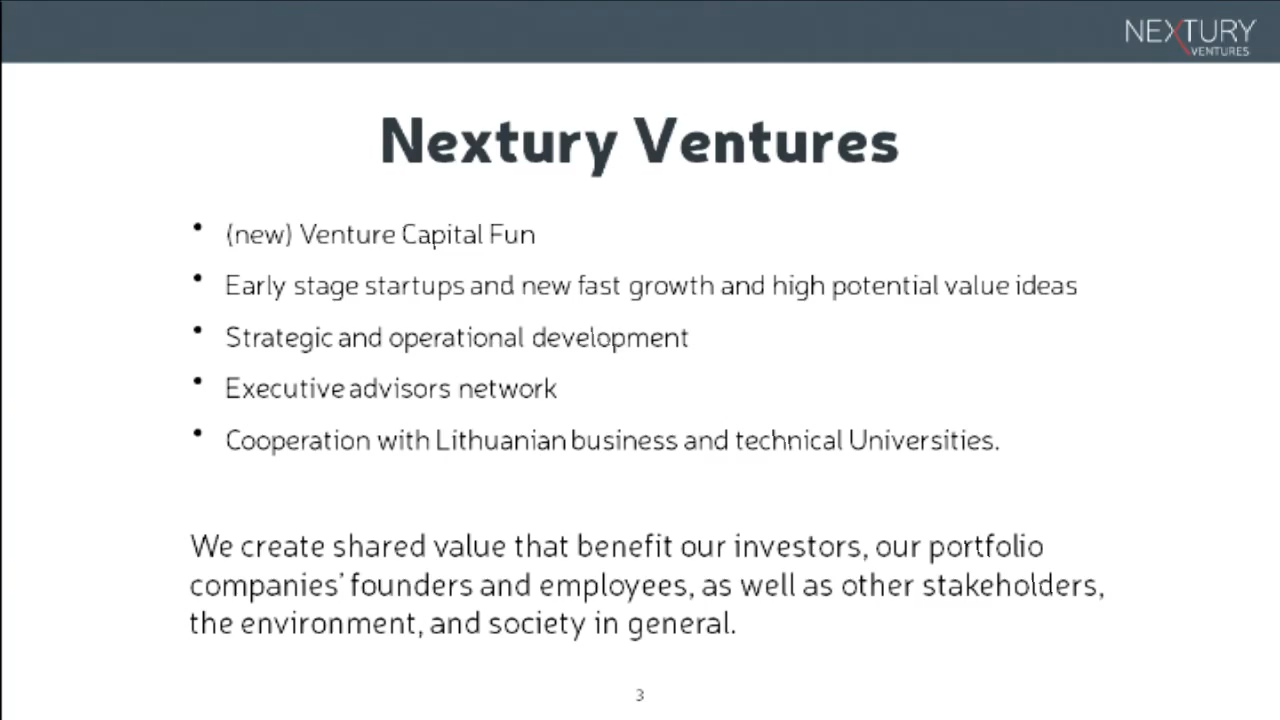 NEXTURY
VENTURES
Nextury Ventures
• (new) Venture Capital Fun
• Early stage startups and new fast growth and high potential value ideas
• Strategic and operational development
• Executive advisors network
• Cooperation with Lithuanian business and technical Universities.
We create shared value that benefit our investors, our portfolio
companies’ founders and employees, as well as other stakeholders,
the environment, and society in general.
3